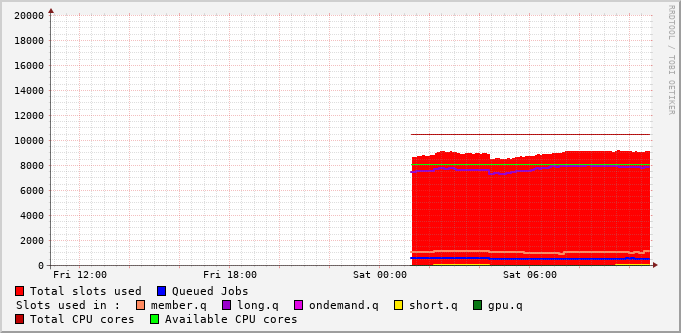 RRDTOOL / TOBI OETIKER
20000
18000
16000
14000
12000
10000
8000
6000
4000
2000
0
Fri 12:00 Fri 18:00 Sat 00:00 Sat 06:00
Total slots used Queued Jobs
Slots used in : member.q long.q ondemand.q short.q gpu.q
Total CPU cores Available CPU cores